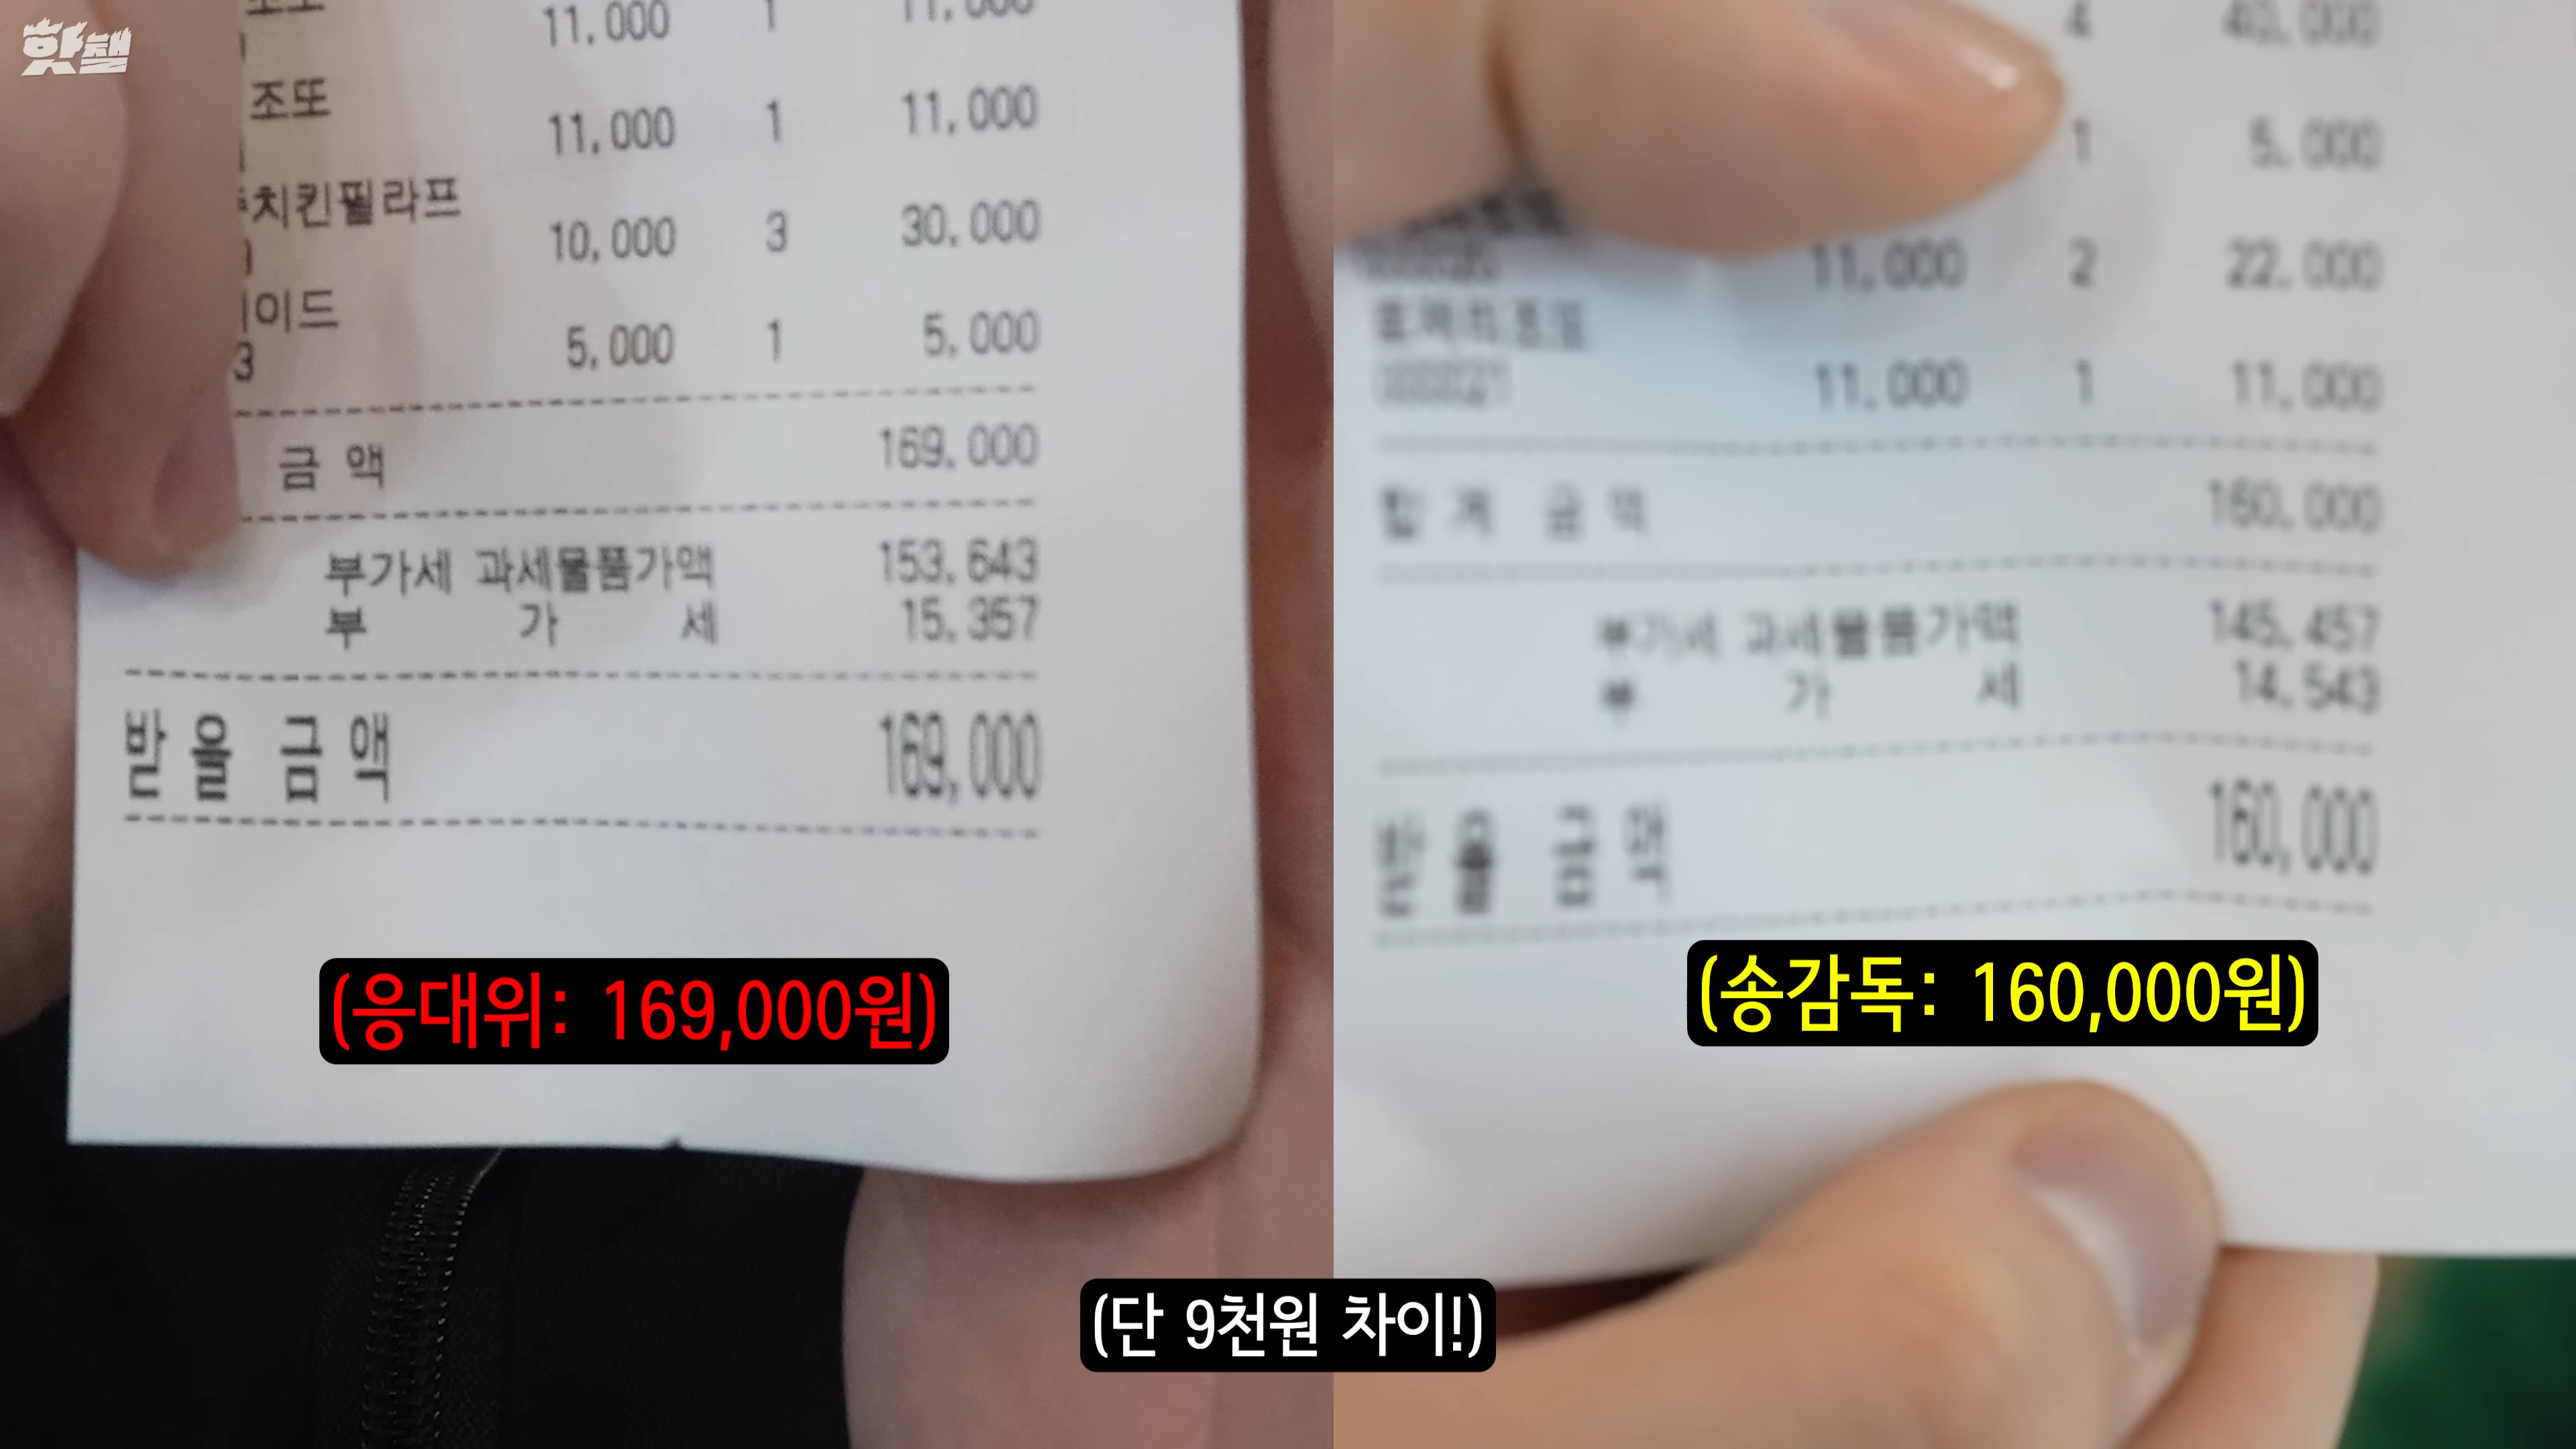 핫챌
조또
11,000 1 11,000
조또
11,000 1 11,000
치킨필라프
10,000 3 30,000
이드
3 5,000 1 5,000
금 액 169,000
부가세 과세물품가액 153,643
부 가 세 15,357
받을 금액 169,000
(응대위: 169,000원)
4 40,000
1 5,000
11,000 2 22,000
11,000 1 11,000
합 계 금 액 160,000
부가세 과세물품가액 145,457
부 가 세 14,543
받을 금액 160,000
(송감독: 160,000원)
(단 9천원 차이!)